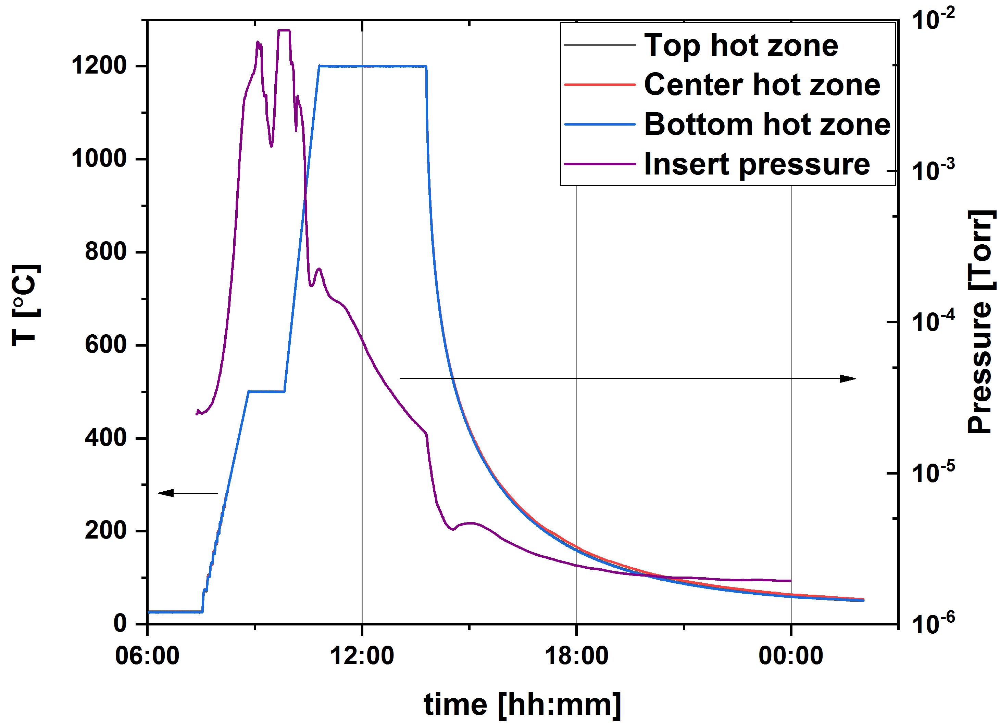 Top hot zone
Center hot zone
Bottom hot zone
Insert pressure
T [°C]
1200
1000
800
600
400
200
0
06:00
12:00
18:00
00:00
time [hh:mm]
10-2
10-3
10-4
10-5
10-6
Pressure [Torr]